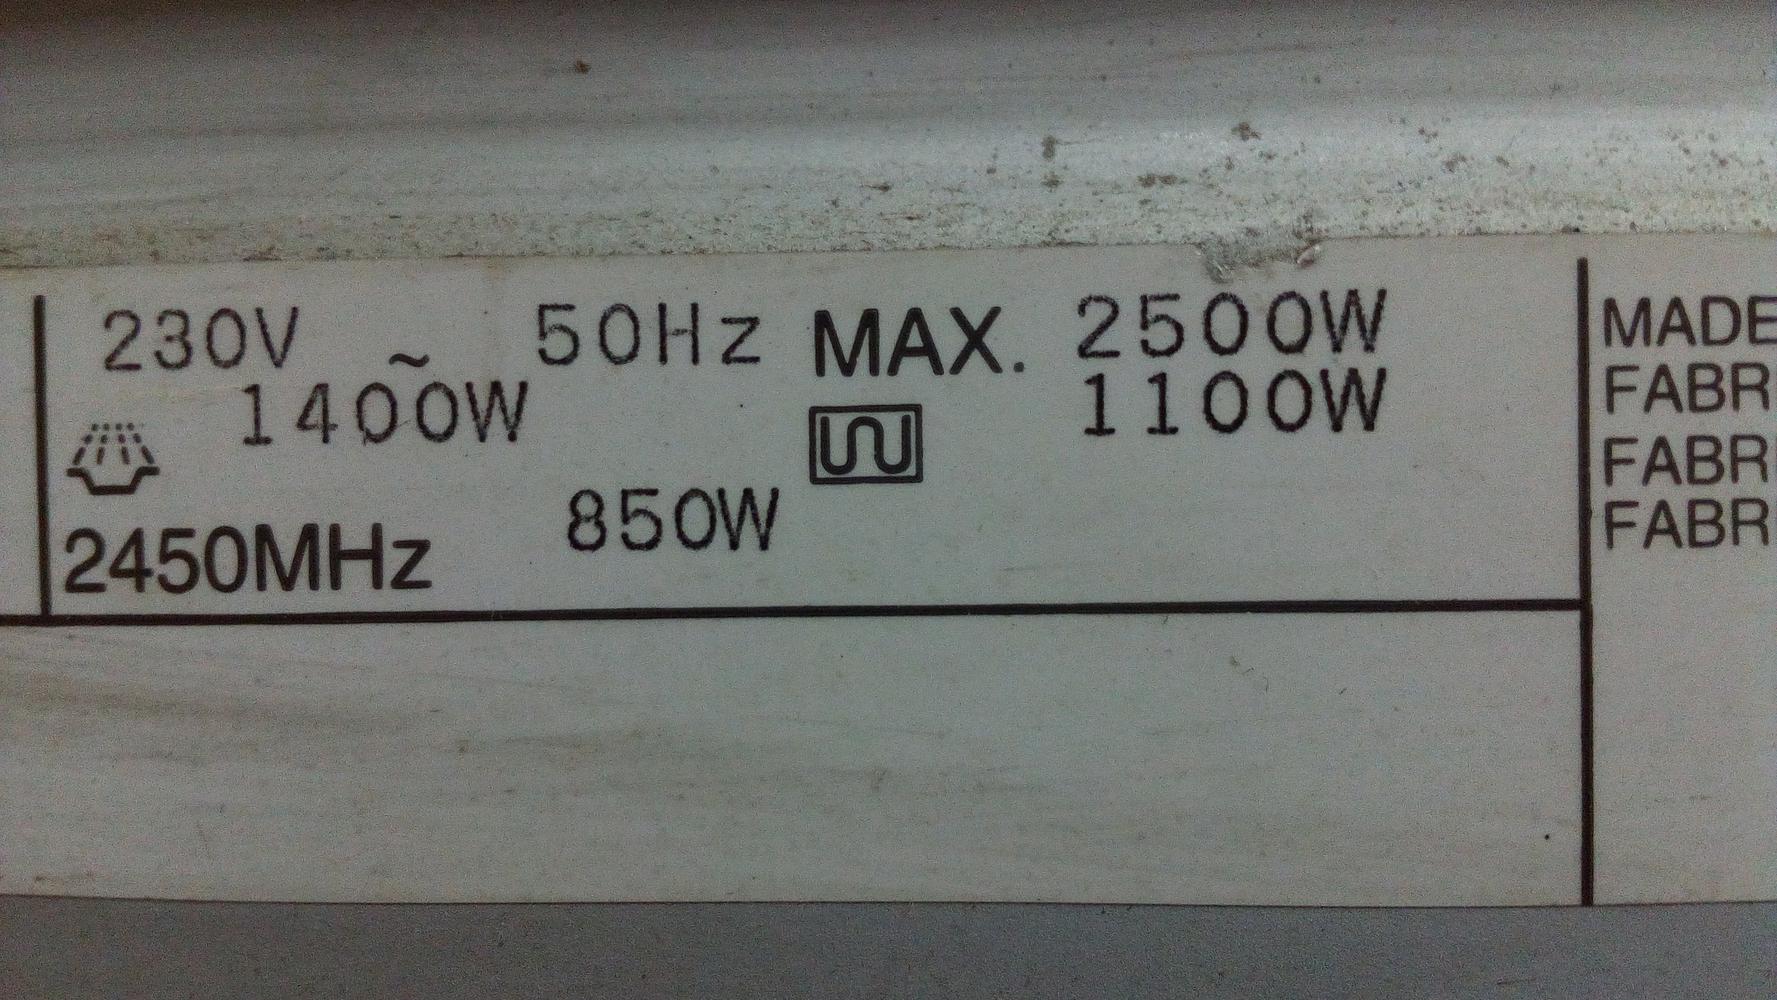 230V ~ 50Hz MAX. 2500W
1400W 1100W
2450MHz 850W
MADE
FABR
FABR
FABR